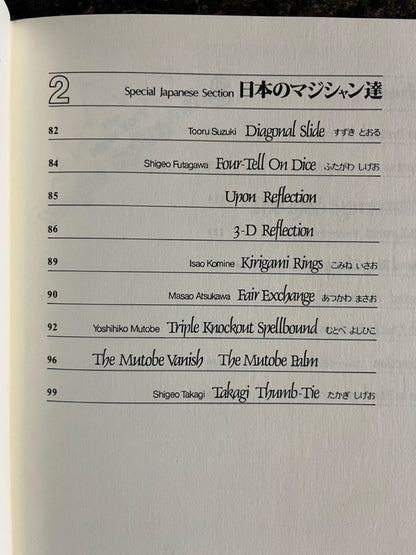 2 Special Japanese Section 日本のマジシャン達
82 Tooru Suzuki Diagonal Slide すずき とおる
84 Shigeo Futagawa Four-Tell On Dice ふたがわ しげお
85 Upon Reflection
86 3-D Reflection
89 Isao Komine Kirigami Rings こみね いさお
90 Masao Atsukawa Fair Exchange あつかわ まさお
92 Yoshihiko Mutobe Triple Knockout Spellbound むとべ よしひこ
96 The Mutobe Vanish The Mutobe Palm
99 Shigeo Takagi Takagi Thumb-Tie たかぎ しげお